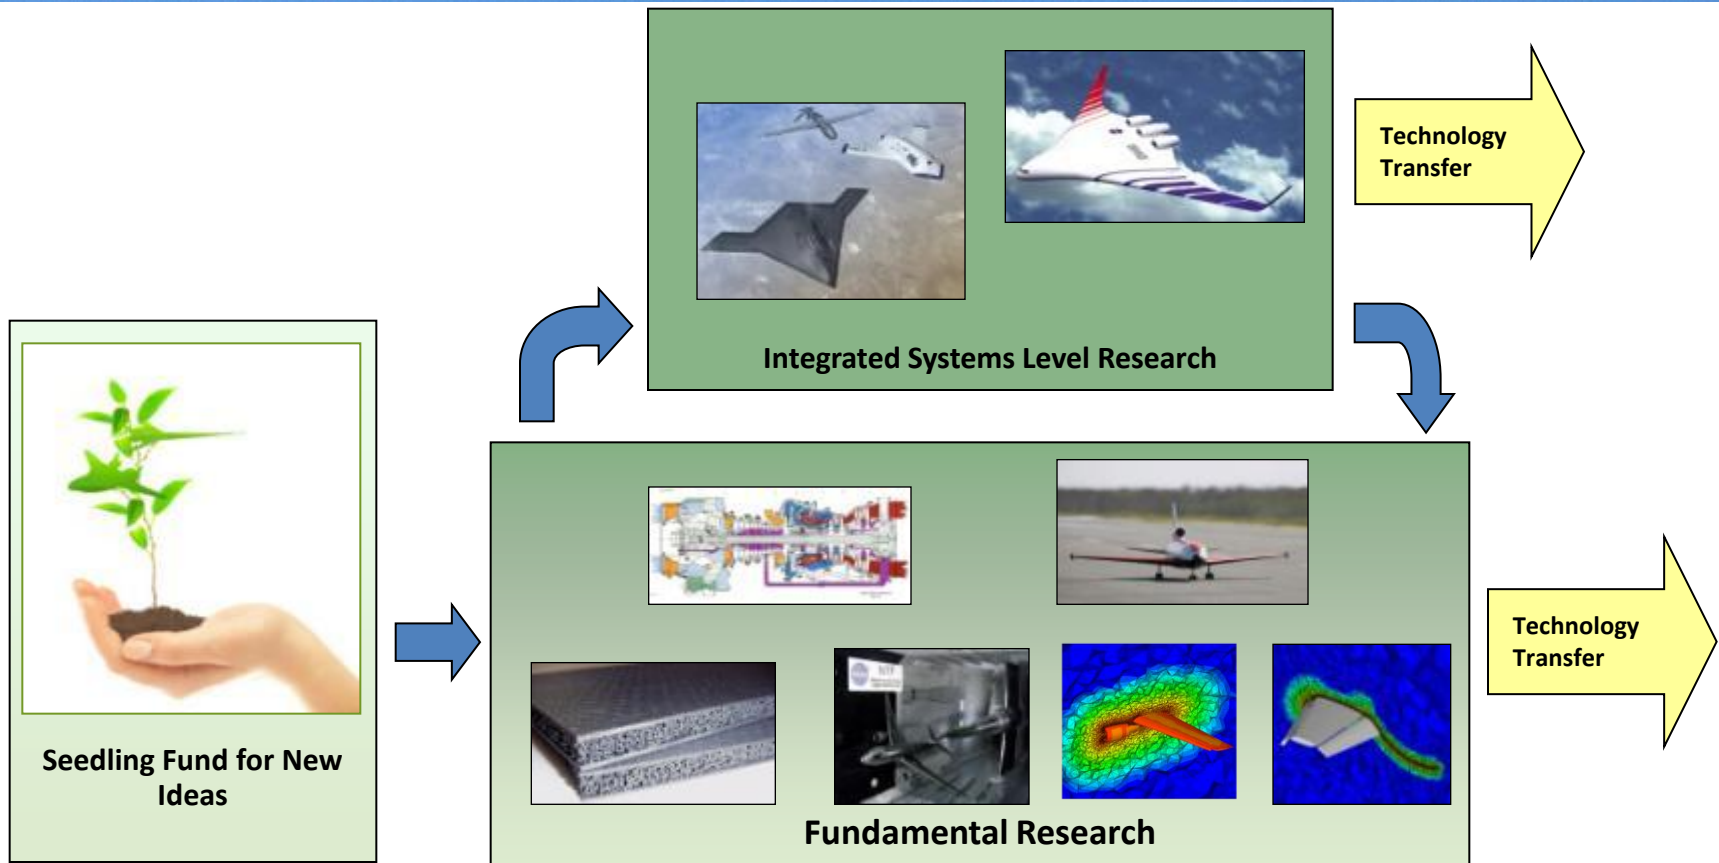 Technology
Transfer
Integrated Systems Level Research
Technology
Transfer
Seedling Fund for New
Ideas
Fundamental Research